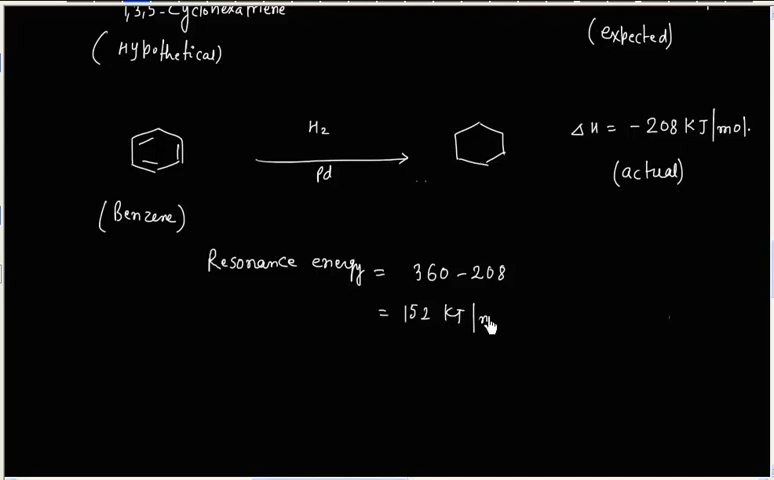 1,3,5-Cyclohexatriene
(Hypothetical)
(expected)
H2
Pd
ΔH = - 208 KJ/mol.
(actual)
(Benzene)
Resonance energy = 360 - 208
= 152 KJ/m